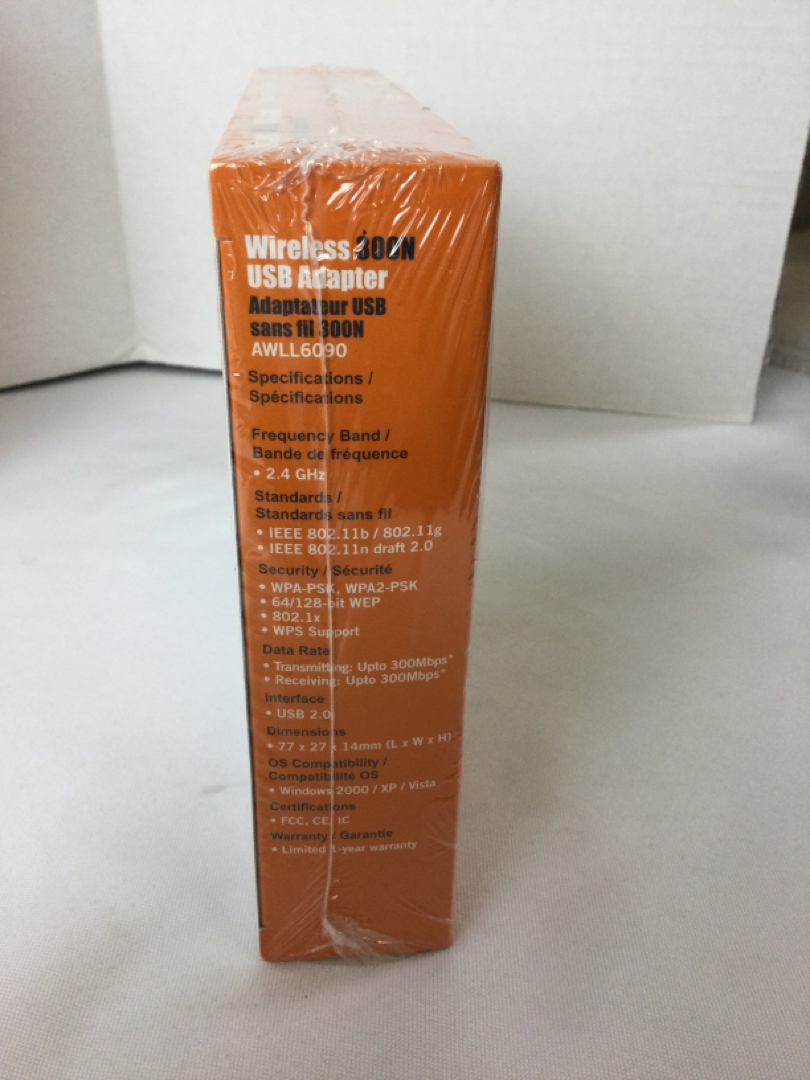 Wireless 300N
USB Adapter
Adaptateur USB
sans fil 300N
AWLL6090
Specifications /
Spécifications
Frequency Band /
Bande de fréquence
• 2.4 GHz
Standards /
Standards sans fil
• IEEE 802.11b / 802.11g
• IEEE 802.11n draft 2.0
Security / Sécurité
• WPA-PSK, WPA2-PSK
• 64/128-bit WEP
• 802.1x
• WPS Support
Data Rate
• Transmitting: Upto 300Mbps*
• Receiving: Upto 300Mbps*
Interface
• USB 2.0
Dimensions
• 77 x 27 x 14mm (L x W x H)
OS Compatibility /
Compatibilité OS
• Windows 2000 / XP / Vista
Certifications
• FCC, CE, IC
Warranty / Garantie
• Limited 1-year warranty